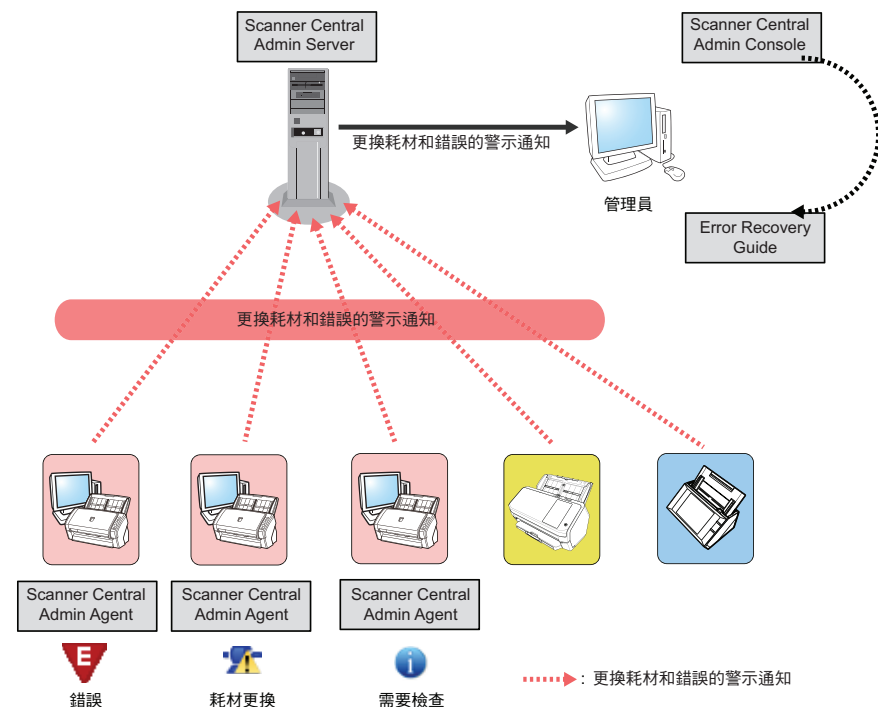 Scanner Central
Admin Server
Scanner Central
Admin Console
更換耗材和錯誤的警示通知
管理員
Error Recovery
Guide
更換耗材和錯誤的警示通知
Scanner Central
Admin Agent
Scanner Central
Admin Agent
Scanner Central
Admin Agent
E
i
錯誤
耗材更換
需要檢查
: 更換耗材和錯誤的警示通知